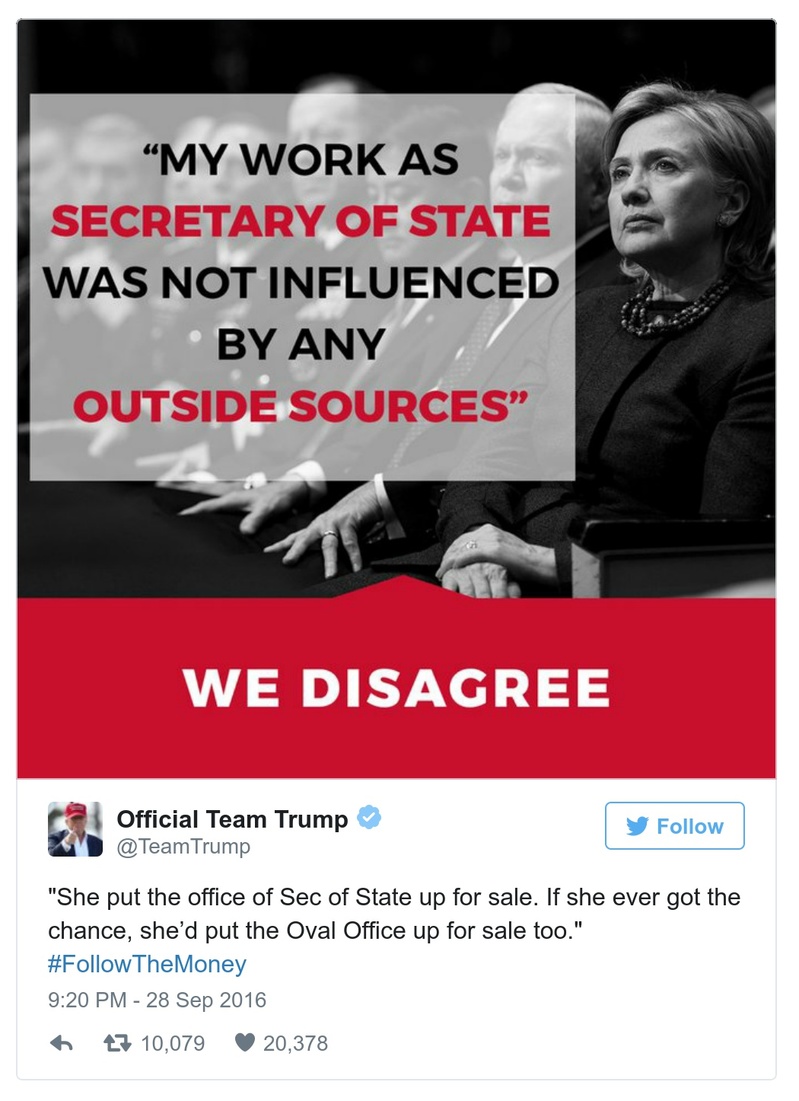 “MY WORK AS
SECRETARY OF STATE
WAS NOT INFLUENCED
BY ANY
OUTSIDE SOURCES”
WE DISAGREE
Official Team Trump
@TeamTrump
Follow
"She put the office of Sec of State up for sale. If she ever got the
chance, she’d put the Oval Office up for sale too."
#FollowTheMoney
9:20 PM - 28 Sep 2016
10,079 20,378